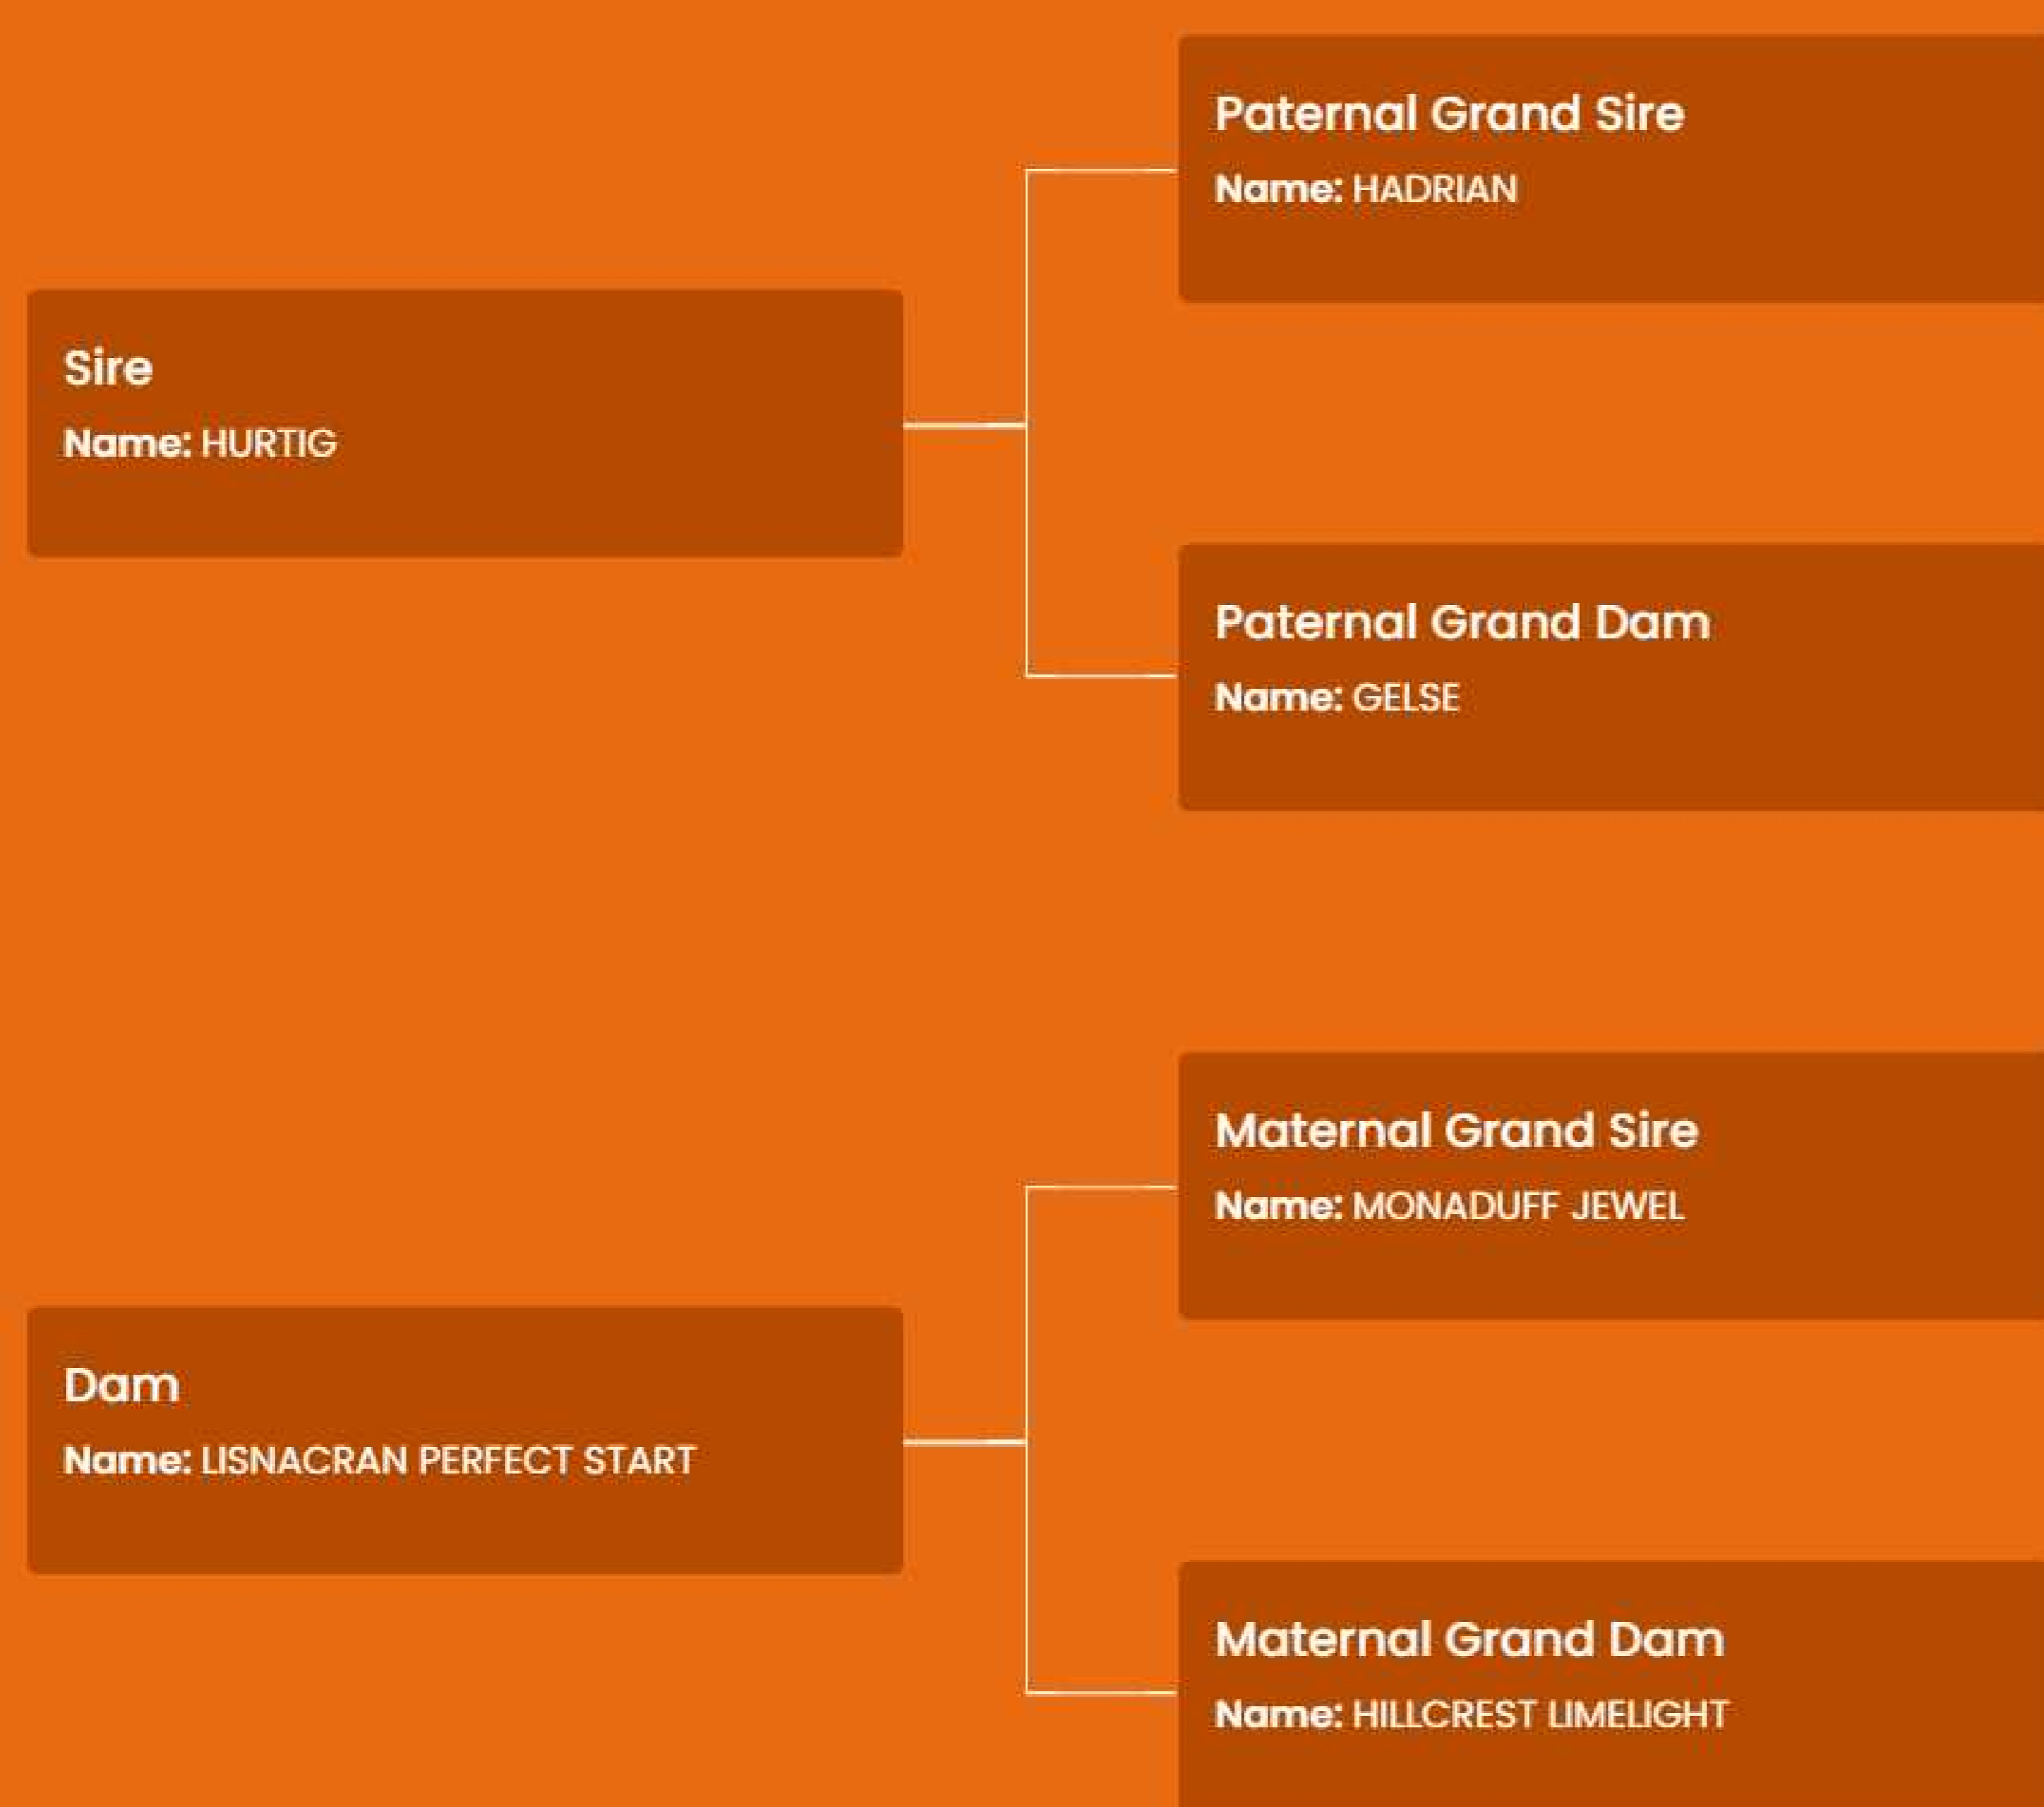 Paternal Grand Sire
Name: HADRIAN
Sire
Name: HURTIG
Paternal Grand Dam
Name: GELSE
Maternal Grand Sire
Name: MONADUFF JEWEL
Dam
Name: LISNACRAN PERFECT START
Maternal Grand Dam
Name: HILLCREST LIMELIGHT